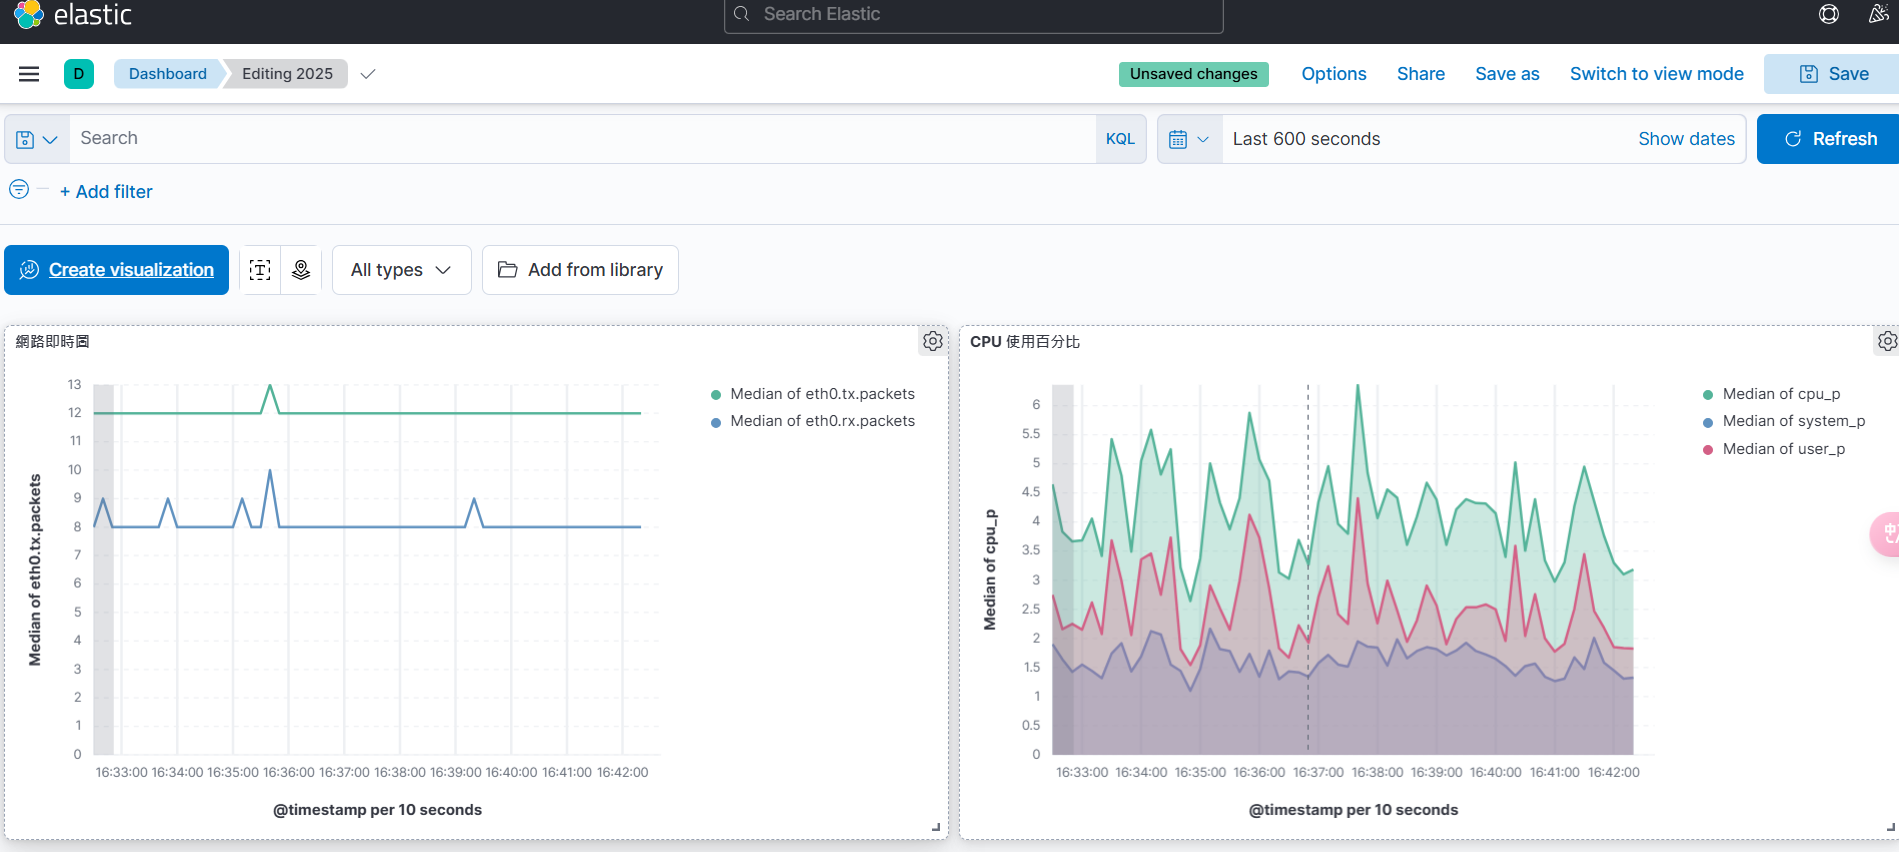 elastic
Search Elastic
D
Dashboard
Editing 2025
Unsaved changes
Options
Share
Save as
Switch to view mode
Save
Search
KQL
Last 600 seconds
Show dates
Refresh
+ Add filter
Create visualization
T
All types
Add from library
網路即時圖
13
12
11
10
9
8
7
6
5
4
3
2
1
0
Median of eth0.tx.packets
16:33:00 16:34:00 16:35:00 16:36:00 16:37:00 16:38:00 16:39:00 16:40:00 16:41:00 16:42:00
@timestamp per 10 seconds
Median of eth0.tx.packets
Median of eth0.rx.packets
CPU 使用百分比
6
5.5
5
4.5
4
3.5
3
2.5
2
1.5
1
0.5
0
Median of cpu_p
16:33:00 16:34:00 16:35:00 16:36:00 16:37:00 16:38:00 16:39:00 16:40:00 16:41:00 16:42:00
@timestamp per 10 seconds
Median of cpu_p
Median of system_p
Median of user_p